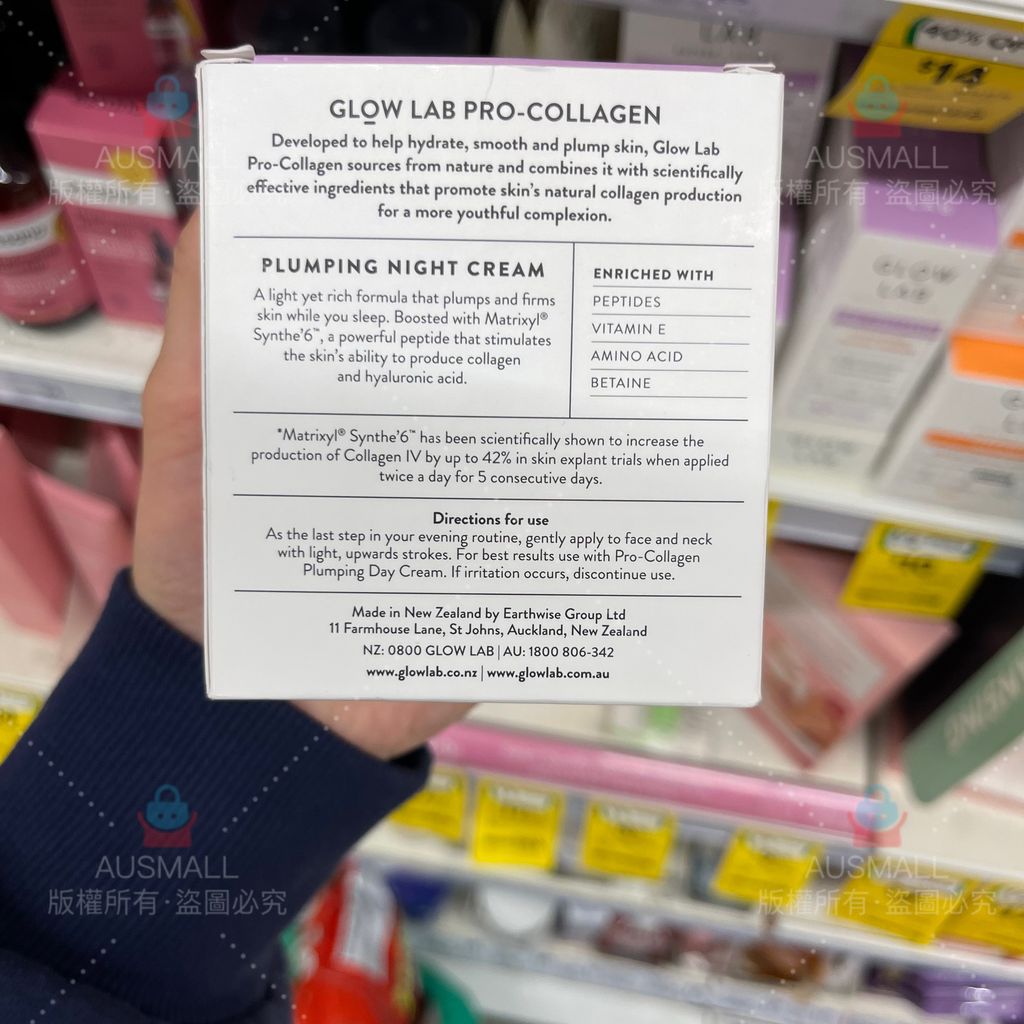 GLOW LAB PRO-COLLAGEN
Developed to help hydrate, smooth and plump skin, Glow Lab
Pro-Collagen sources from nature and combines it with scientifically
effective ingredients that promote skin's natural collagen production
for a more youthful complexion.
PLUMPING NIGHT CREAM
A light yet rich formula that plumps and firms
skin while you sleep. Boosted with Matrixyl®
Synthe'6™, a powerful peptide that stimulates
the skin's ability to produce collagen
and hyaluronic acid.
ENRICHED WITH
PEPTIDES
VITAMIN E
AMINO ACID
BETAINE
*Matrixyl® Synthe'6™ has been scientifically shown to increase the
production of Collagen IV by up to 42% in skin explant trials when applied
twice a day for 5 consecutive days.
Directions for use
As the last step in your evening routine, gently apply to face and neck
with light, upwards strokes. For best results use with Pro-Collagen
Plumping Day Cream. If irritation occurs, discontinue use.
Made in New Zealand by Earthwise Group Ltd
11 Farmhouse Lane, St Johns, Auckland, New Zealand
NZ: 0800 GLOW LAB | AU: 1800 806-342
www.glowlab.co.nz | www.glowlab.com.au
40% OFF
$14
GLOW
LAB
AUSMALL
版權所有·盜圖必究
AUSMALL
版權所有·盜圖必究
AUSMALL
版權所有·盜圖必究
AUSMALL
版權所有·盜圖必究